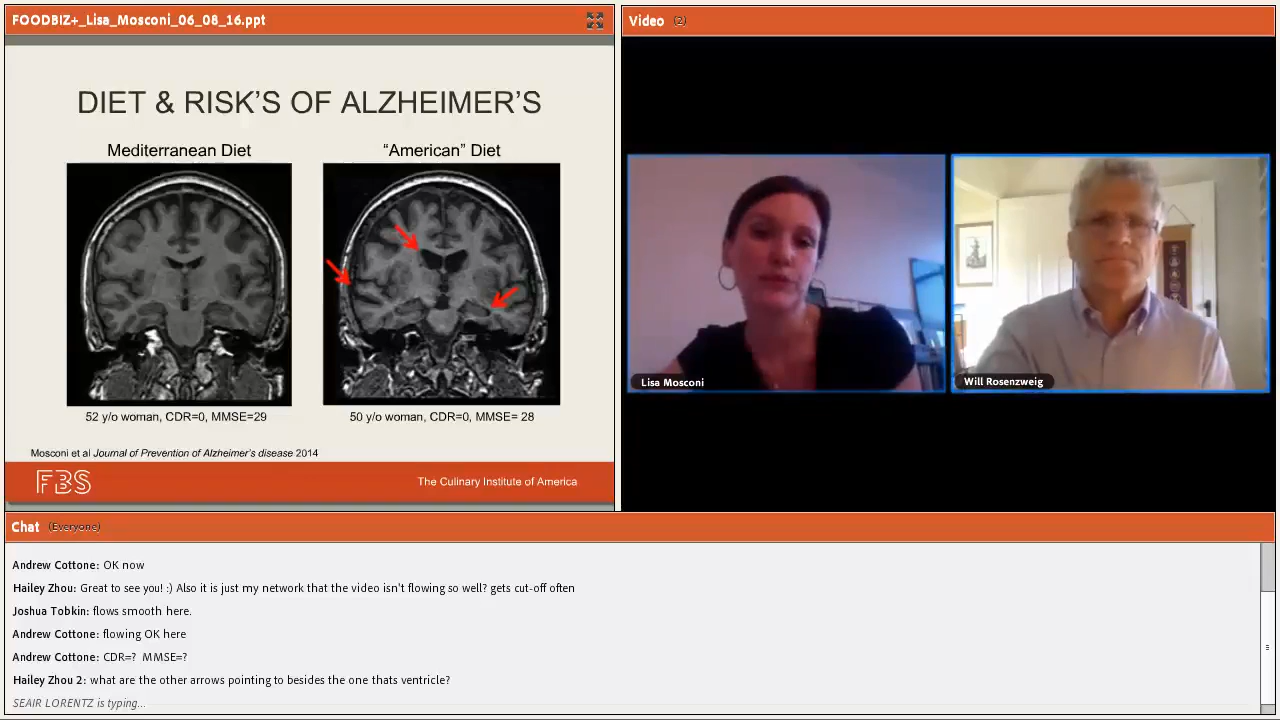 FOODBIZ+_Lisa_Mosconi_06_08_16.ppt
DIET & RISK'S OF ALZHEIMER'S
Mediterranean Diet
“American” Diet
52 y/o woman, CDR=0, MMSE=29
50 y/o woman, CDR=0, MMSE= 28
Mosconi et al Journal of Prevention of Alzheimer's disease 2014
FBS
The Culinary Institute of America
Video (2)
Lisa Mosconi
Will Rosenzweig
Chat (Everyone)
Andrew Cottone: OK now
Hailey Zhou: Great to see you! :) Also it is just my network that the video isn't flowing so well? gets cut-off often
Joshua Tobkin: flows smooth here.
Andrew Cottone: flowing OK here
Andrew Cottone: CDR=? MMSE=?
Hailey Zhou 2: what are the other arrows pointing to besides the one thats ventricle?
SEAIR LORENTZ is typing...